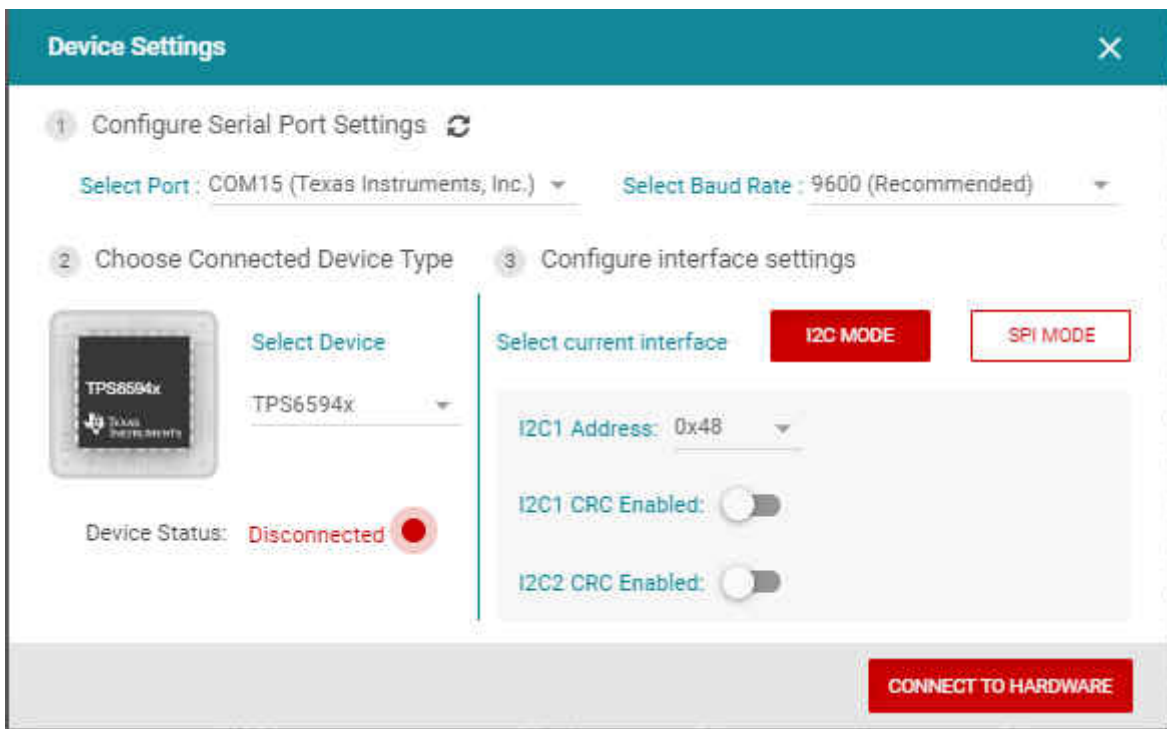 Device Settings
1 Configure Serial Port Settings
Select Port : COM15 (Texas Instruments, Inc.)
Select Baud Rate : 9600 (Recommended)
2 Choose Connected Device Type
TPS6594x
TEXAS
INSTRUMENTS
Select Device
TPS6594x
Device Status: Disconnected
3 Configure interface settings
Select current interface
I2C MODE
SPI MODE
I2C1 Address: 0x48
I2C1 CRC Enabled:
I2C2 CRC Enabled:
CONNECT TO HARDWARE